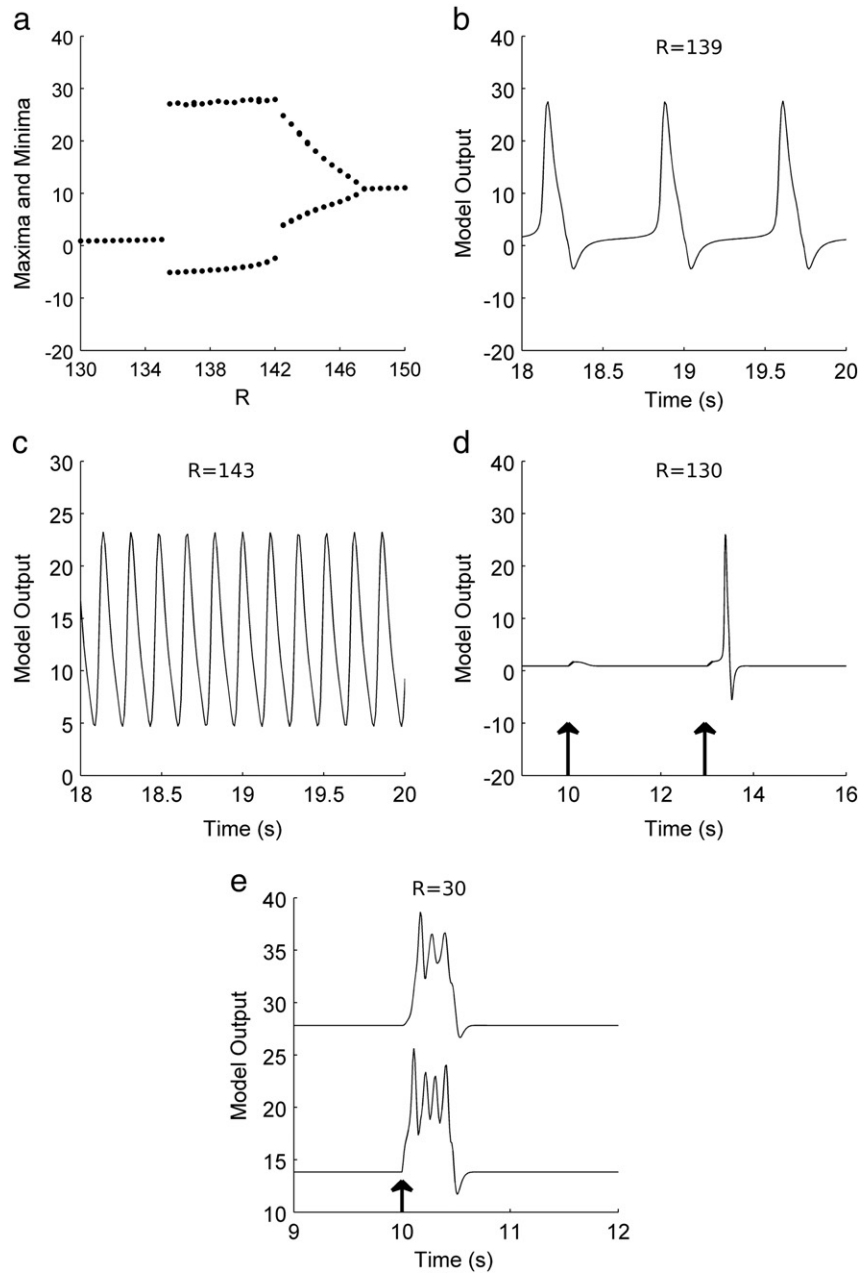 a
40
30
20
10
0
-10
-20
130 134 138 142 146 150
Maxima and Minima
R
b
R=139
40
30
20
10
0
-10
-20
18 18.5 19 19.5 20
Model Output
Time (s)
c
R=143
30
25
20
15
10
5
0
18 18.5 19 19.5 20
Model Output
Time (s)
d
R=130
40
30
20
10
0
-10
-20
10 12 14 16
Model Output
Time (s)
e
R=30
40
35
30
25
20
15
10
9 10 11 12
Model Output
Model Output
Time (s)